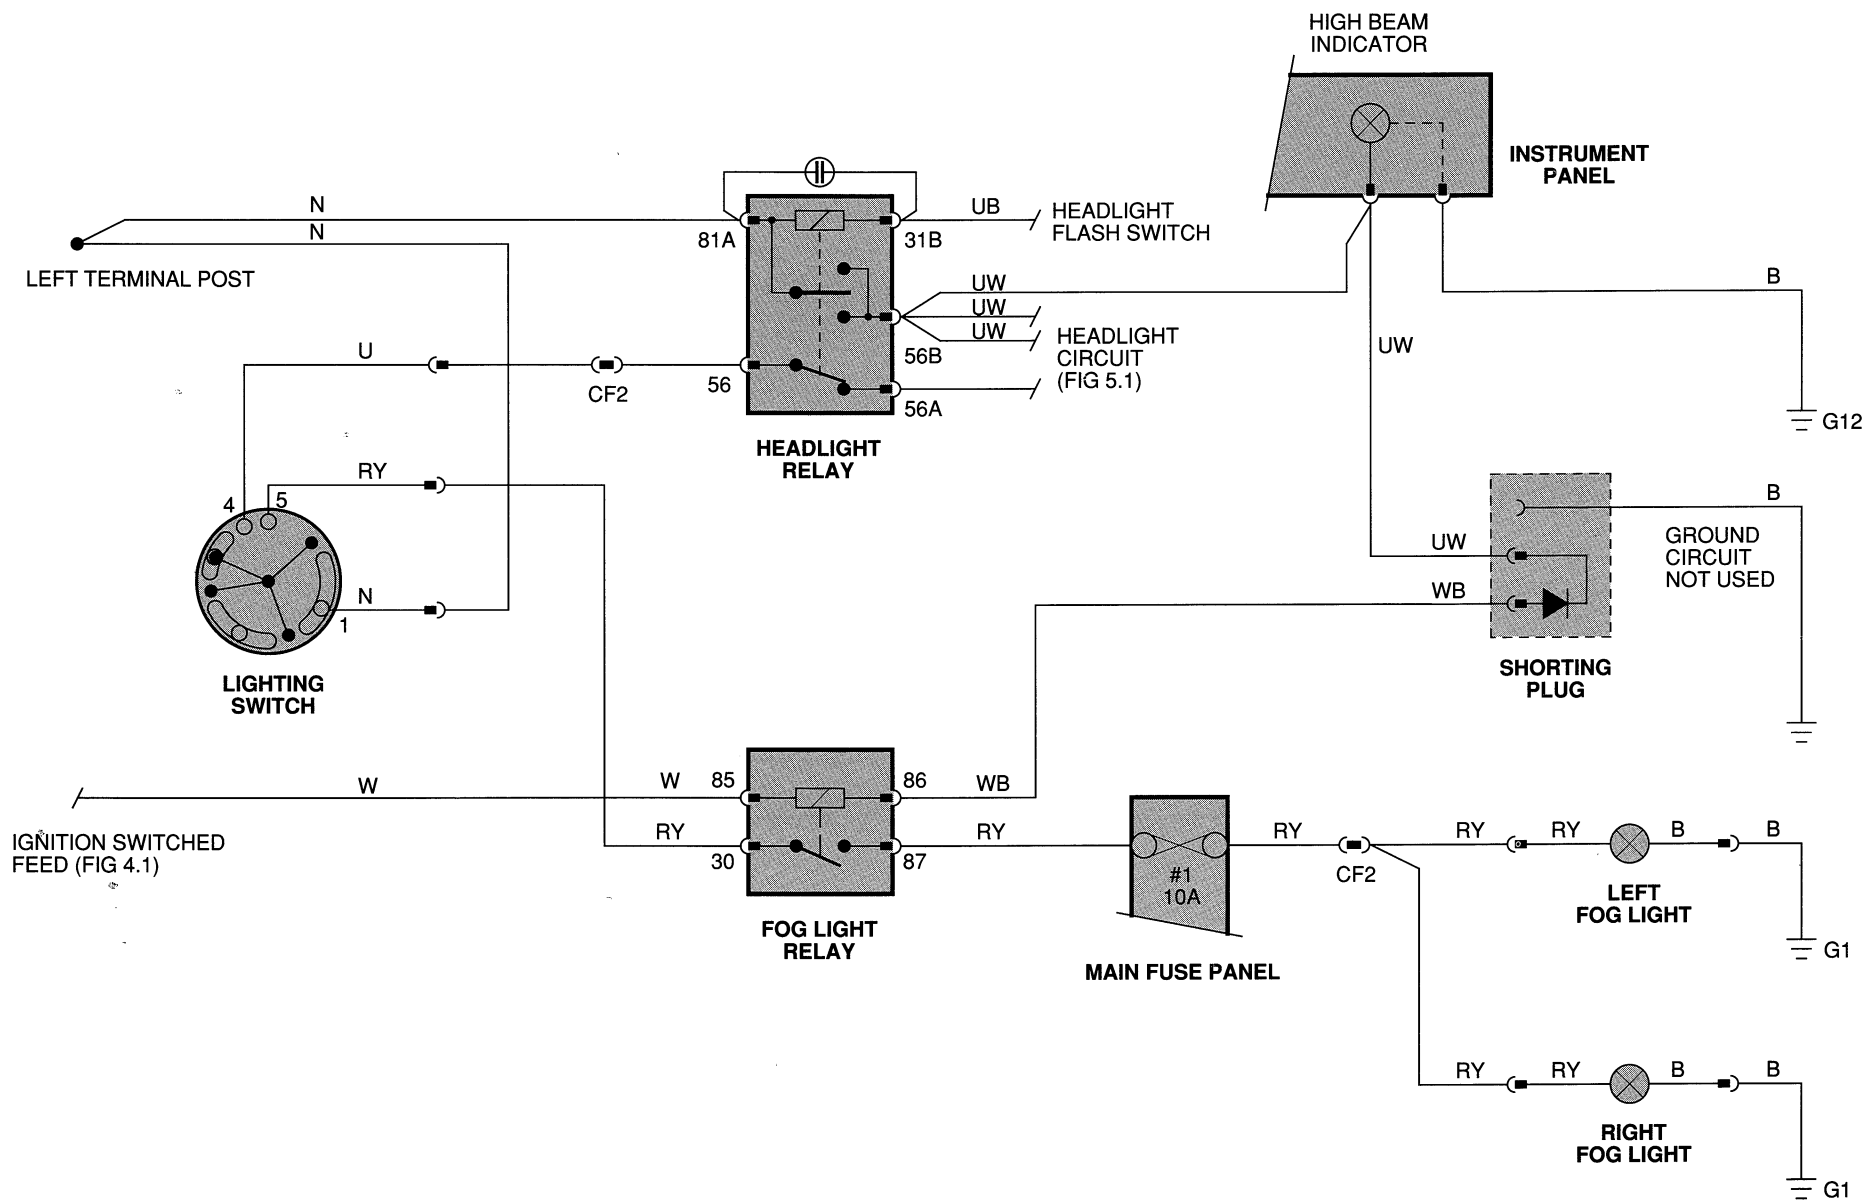 HIGH BEAM
INDICATOR
INSTRUMENT
PANEL
N
N
LEFT TERMINAL POST
81A
31B
UB
HEADLIGHT
FLASH SWITCH
UW
UW
UW
HEADLIGHT
CIRCUIT
(FIG 5.1)
56B
56
56A
U
CF2
HEADLIGHT
RELAY
B
G12
UW
RY
4
5
N
1
LIGHTING
SWITCH
UW
WB
B
GROUND
CIRCUIT
NOT USED
SHORTING
PLUG
W
W
85
86
WB
IGNITION SWITCHED
FEED (FIG 4.1)
RY
30
87
RY
FOG LIGHT
RELAY
#1
10A
MAIN FUSE PANEL
RY
CF2
RY
RY
B
B
LEFT
FOG LIGHT
G1
RY
RY
B
B
RIGHT
FOG LIGHT
G1